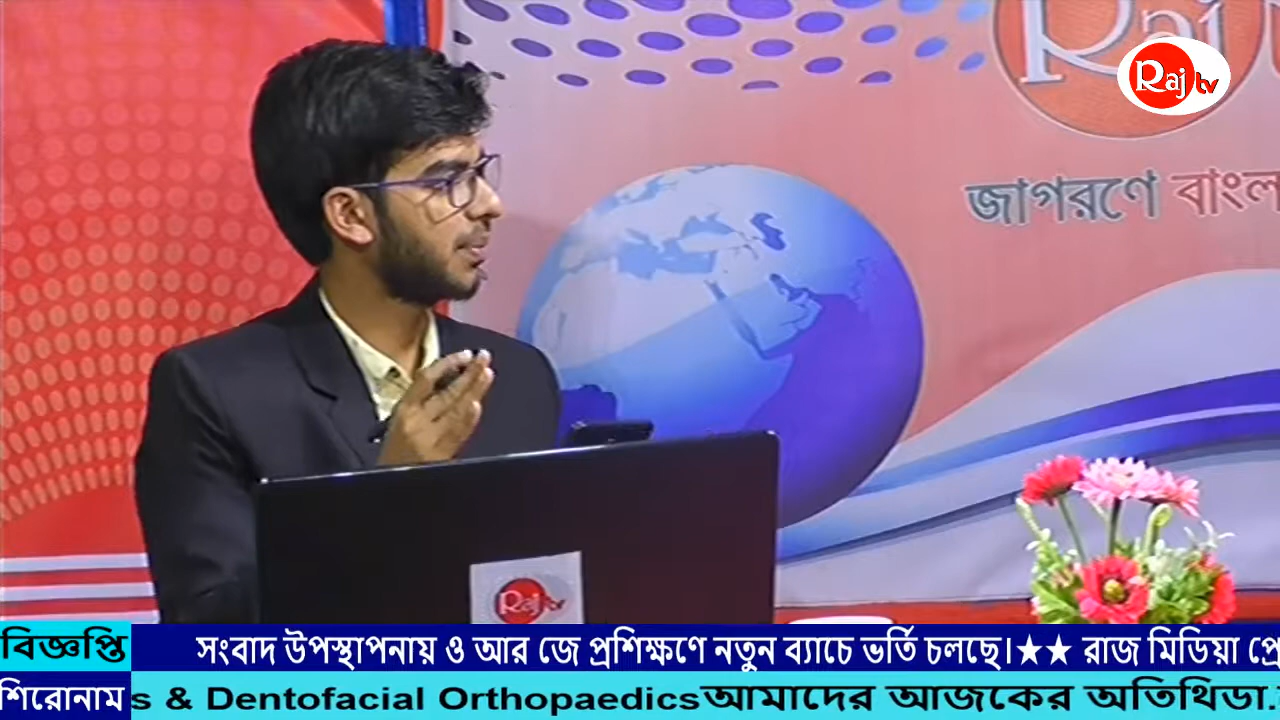 Raj
Raj tv
জাগরণে বাংল
Raj tv
বিজ্ঞপ্তি সংবাদ উপস্থাপনায় ও আর জে প্রশিক্ষণে নতুন ব্যাচে ভর্তি চলছে।★★ রাজ মিডিয়া প্রে
শিরোনাম s & Dentofacial Orthopaedicsআমাদের আজকের অতিথিডা.